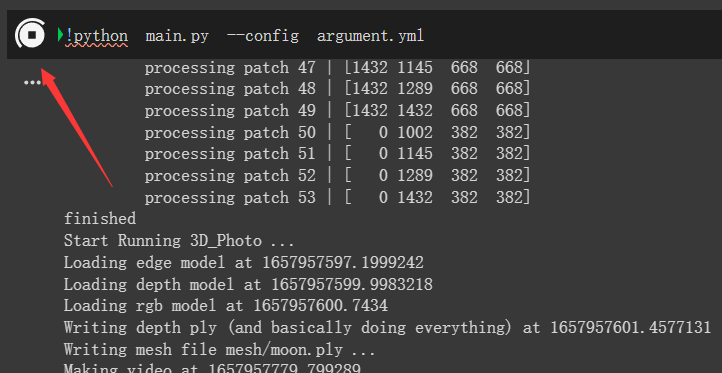 !python main.py --config argument.yml
processing patch 47 | [1432 1145 668 668]
processing patch 48 | [1432 1289 668 668]
processing patch 49 | [1432 1432 668 668]
processing patch 50 | [ 0 1002 382 382]
processing patch 51 | [ 0 1145 382 382]
processing patch 52 | [ 0 1289 382 382]
processing patch 53 | [ 0 1432 382 382]
finished
Start Running 3D_Photo ...
Loading edge model at 1657957597.1999242
Loading depth model at 1657957599.9983218
Loading rgb model at 1657957600.7434
Writing depth ply (and basically doing everything) at 1657957601.4577131
Writing mesh file mesh/moon.ply ...
Making video at 1657957779.799289